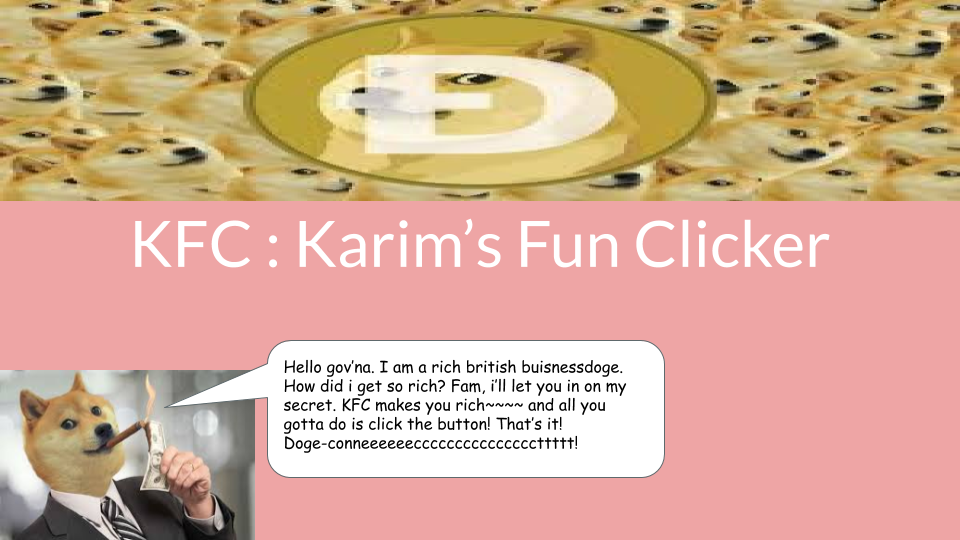 Ð
KFC : Karim’s Fun Clicker
Hello gov’na. I am a rich british buisnessdoge.
How did i get so rich? Fam, i’ll let you in on my
secret. KFC makes you rich~~~~ and all you
gotta do is click the button! That’s it!
Doge-conneeeeeecccccccccccccccttttt!